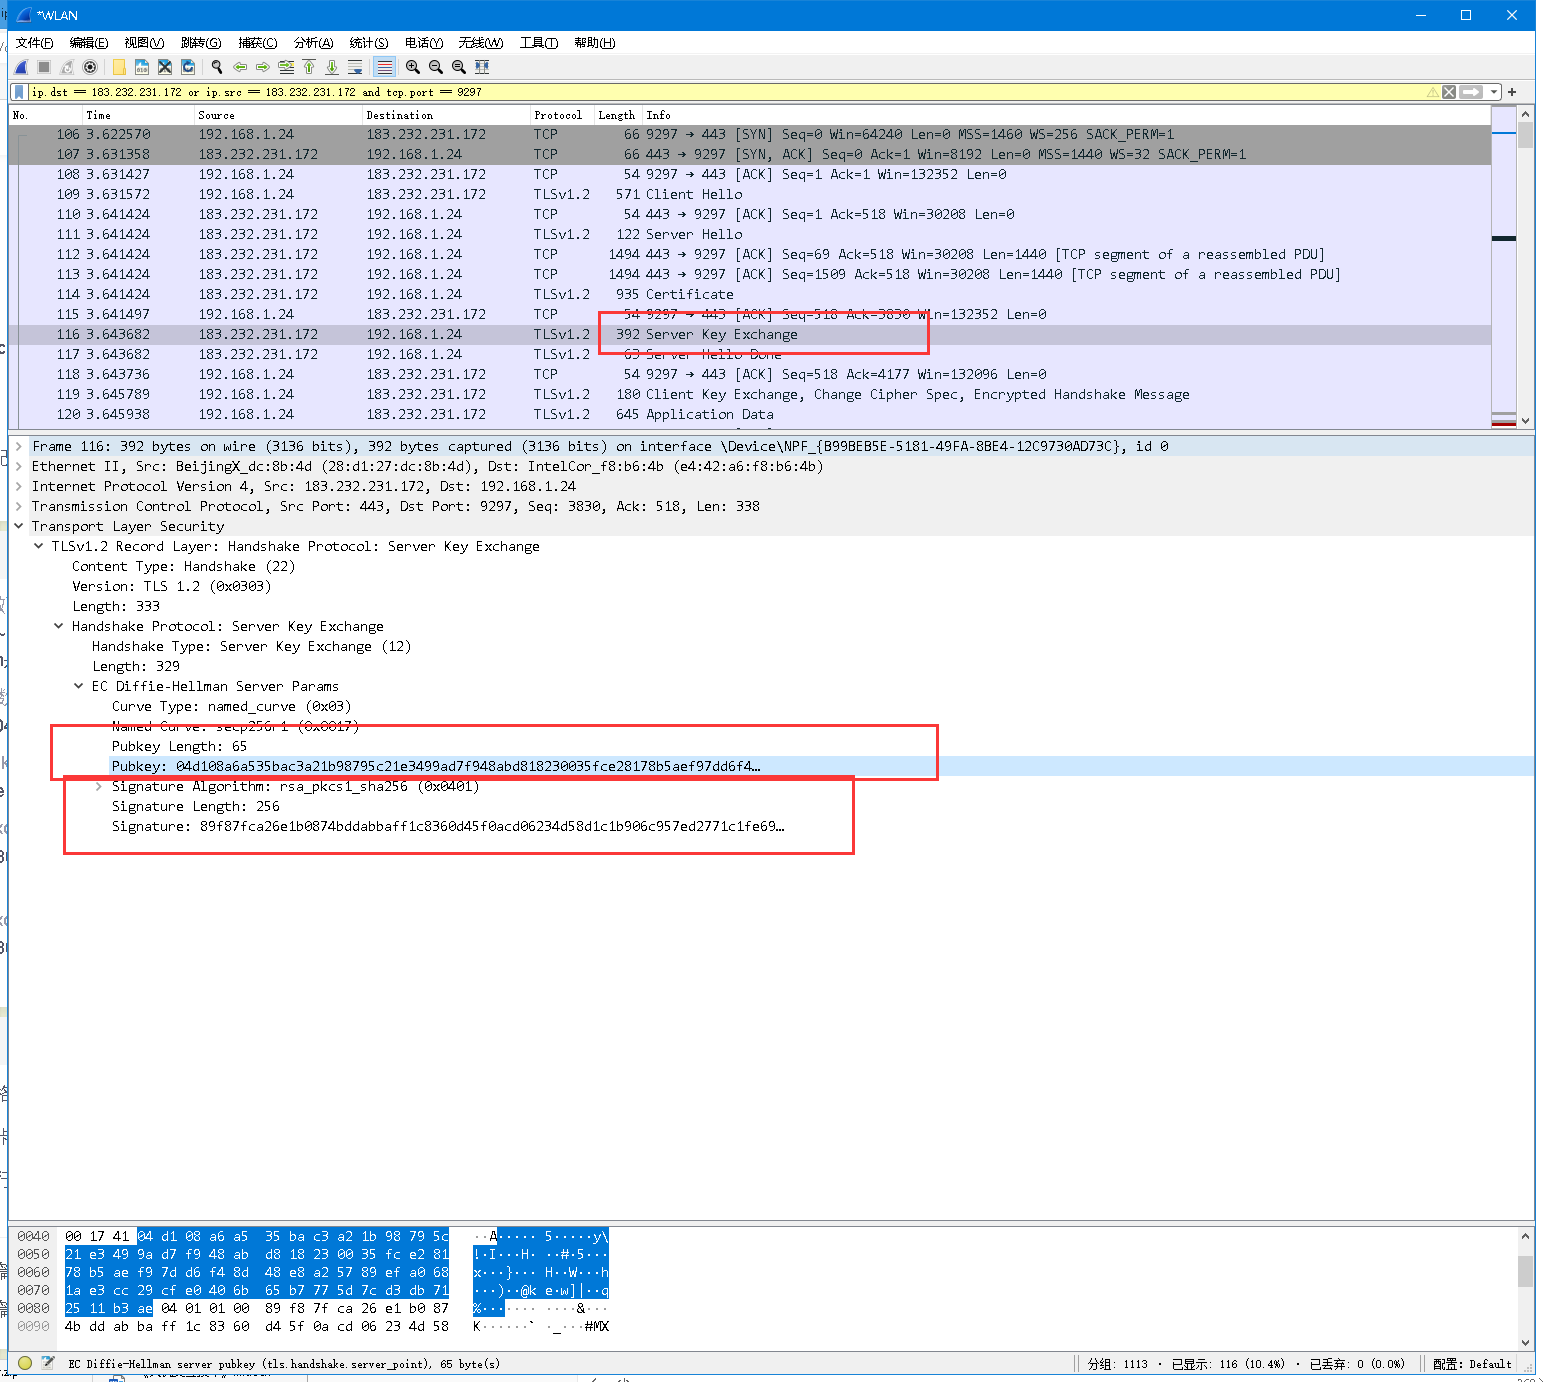 *WLAN
文件(F) 编辑(E) 视图(V) 跳转(G) 捕获(C) 分析(A) 统计(S) 电话(Y) 无线(W) 工具(T) 帮助(H)
ip.dst == 183.232.231.172 or ip.src == 183.232.231.172 and tcp.port == 9297
No. Time Source Destination Protocol Length Info
106 3.622570 192.168.1.24 183.232.231.172 TCP 66 9297 → 443 [SYN] Seq=0 Win=64240 Len=0 MSS=1460 WS=256 SACK_PERM=1
107 3.631358 183.232.231.172 192.168.1.24 TCP 66 443 → 9297 [SYN, ACK] Seq=0 Ack=1 Win=8192 Len=0 MSS=1440 WS=32 SACK_PERM=1
108 3.631427 192.168.1.24 183.232.231.172 TCP 54 9297 → 443 [ACK] Seq=1 Ack=1 Win=132352 Len=0
109 3.631572 192.168.1.24 183.232.231.172 TLSv1.2 571 Client Hello
110 3.641424 183.232.231.172 192.168.1.24 TCP 54 443 → 9297 [ACK] Seq=1 Ack=518 Win=30208 Len=0
111 3.641424 183.232.231.172 192.168.1.24 TLSv1.2 122 Server Hello
112 3.641424 183.232.231.172 192.168.1.24 TCP 1494 443 → 9297 [ACK] Seq=69 Ack=518 Win=30208 Len=1440 [TCP segment of a reassembled PDU]
113 3.641424 183.232.231.172 192.168.1.24 TCP 1494 443 → 9297 [ACK] Seq=1509 Ack=518 Win=30208 Len=1440 [TCP segment of a reassembled PDU]
114 3.641424 183.232.231.172 192.168.1.24 TLSv1.2 935 Certificate
115 3.641497 192.168.1.24 183.232.231.172 TCP 54 9297 → 443 [ACK] Seq=518 Ack=3830 Win=132352 Len=0
116 3.643682 183.232.231.172 192.168.1.24 TLSv1.2 392 Server Key Exchange
117 3.643682 183.232.231.172 192.168.1.24 TLSv1.2 63 Server Hello Done
118 3.643736 192.168.1.24 183.232.231.172 TCP 54 9297 → 443 [ACK] Seq=518 Ack=4177 Win=132096 Len=0
119 3.645789 192.168.1.24 183.232.231.172 TLSv1.2 180 Client Key Exchange, Change Cipher Spec, Encrypted Handshake Message
120 3.645938 192.168.1.24 183.232.231.172 TLSv1.2 645 Application Data
Frame 116: 392 bytes on wire (3136 bits), 392 bytes captured (3136 bits) on interface \Device\NPF_{B99BEB5E-5181-49FA-8BE4-12C9730AD73C}, id 0
Ethernet II, Src: BeijingX_dc:8b:4d (28:d1:27:dc:8b:4d), Dst: IntelCor_f8:b6:4b (e4:42:a6:f8:b6:4b)
Internet Protocol Version 4, Src: 183.232.231.172, Dst: 192.168.1.24
Transmission Control Protocol, Src Port: 443, Dst Port: 9297, Seq: 3830, Ack: 518, Len: 338
Transport Layer Security
TLSv1.2 Record Layer: Handshake Protocol: Server Key Exchange
Content Type: Handshake (22)
Version: TLS 1.2 (0x0303)
Length: 333
Handshake Protocol: Server Key Exchange
Handshake Type: Server Key Exchange (12)
Length: 329
EC Diffie-Hellman Server Params
Curve Type: named_curve (0x03)
Named Curve: secp256r1 (0x0017)
Pubkey Length: 65
Pubkey: 04d108a6a535bac3a21b98795c21e3499ad7f948abd818230035fce28178b5aef97dd6f4…
Signature Algorithm: rsa_pkcs1_sha256 (0x0401)
Signature Length: 256
Signature: 89f87fca26e1b0874bddabbaff1c8360d45f0acd06234d58d1c1b906c957ed2771c1fe69…
0040 00 17 41 04 d1 08 a6 a5 35 ba c3 a2 1b 98 79 5c ··A····· 5·····y\
0050 21 e3 49 9a d7 f9 48 ab d8 18 23 00 35 fc e2 81 !·I···H· ··#·5···
0060 78 b5 ae f9 7d d6 f4 8d 48 e8 a2 57 89 ef a0 68 x···}··· H··W···h
0070 1a e3 cc 29 cf e0 40 6b 65 b7 77 5d 7c d3 db 71 ···)··@k e·w]|··q
0080 25 11 b3 ae 04 01 01 00 89 f8 7f ca 26 e1 b0 87 %······· ····&···
0090 4b dd ab ba ff 1c 83 60 d4 5f 0a cd 06 23 4d 58 K······` ·_···#MX
EC Diffie-Hellman server pubkey (tls.handshake.server_point), 65 byte(s) 分组: 1113 · 已显示: 116 (10.4%) · 已丢弃: 0 (0.0%) 配置: Default